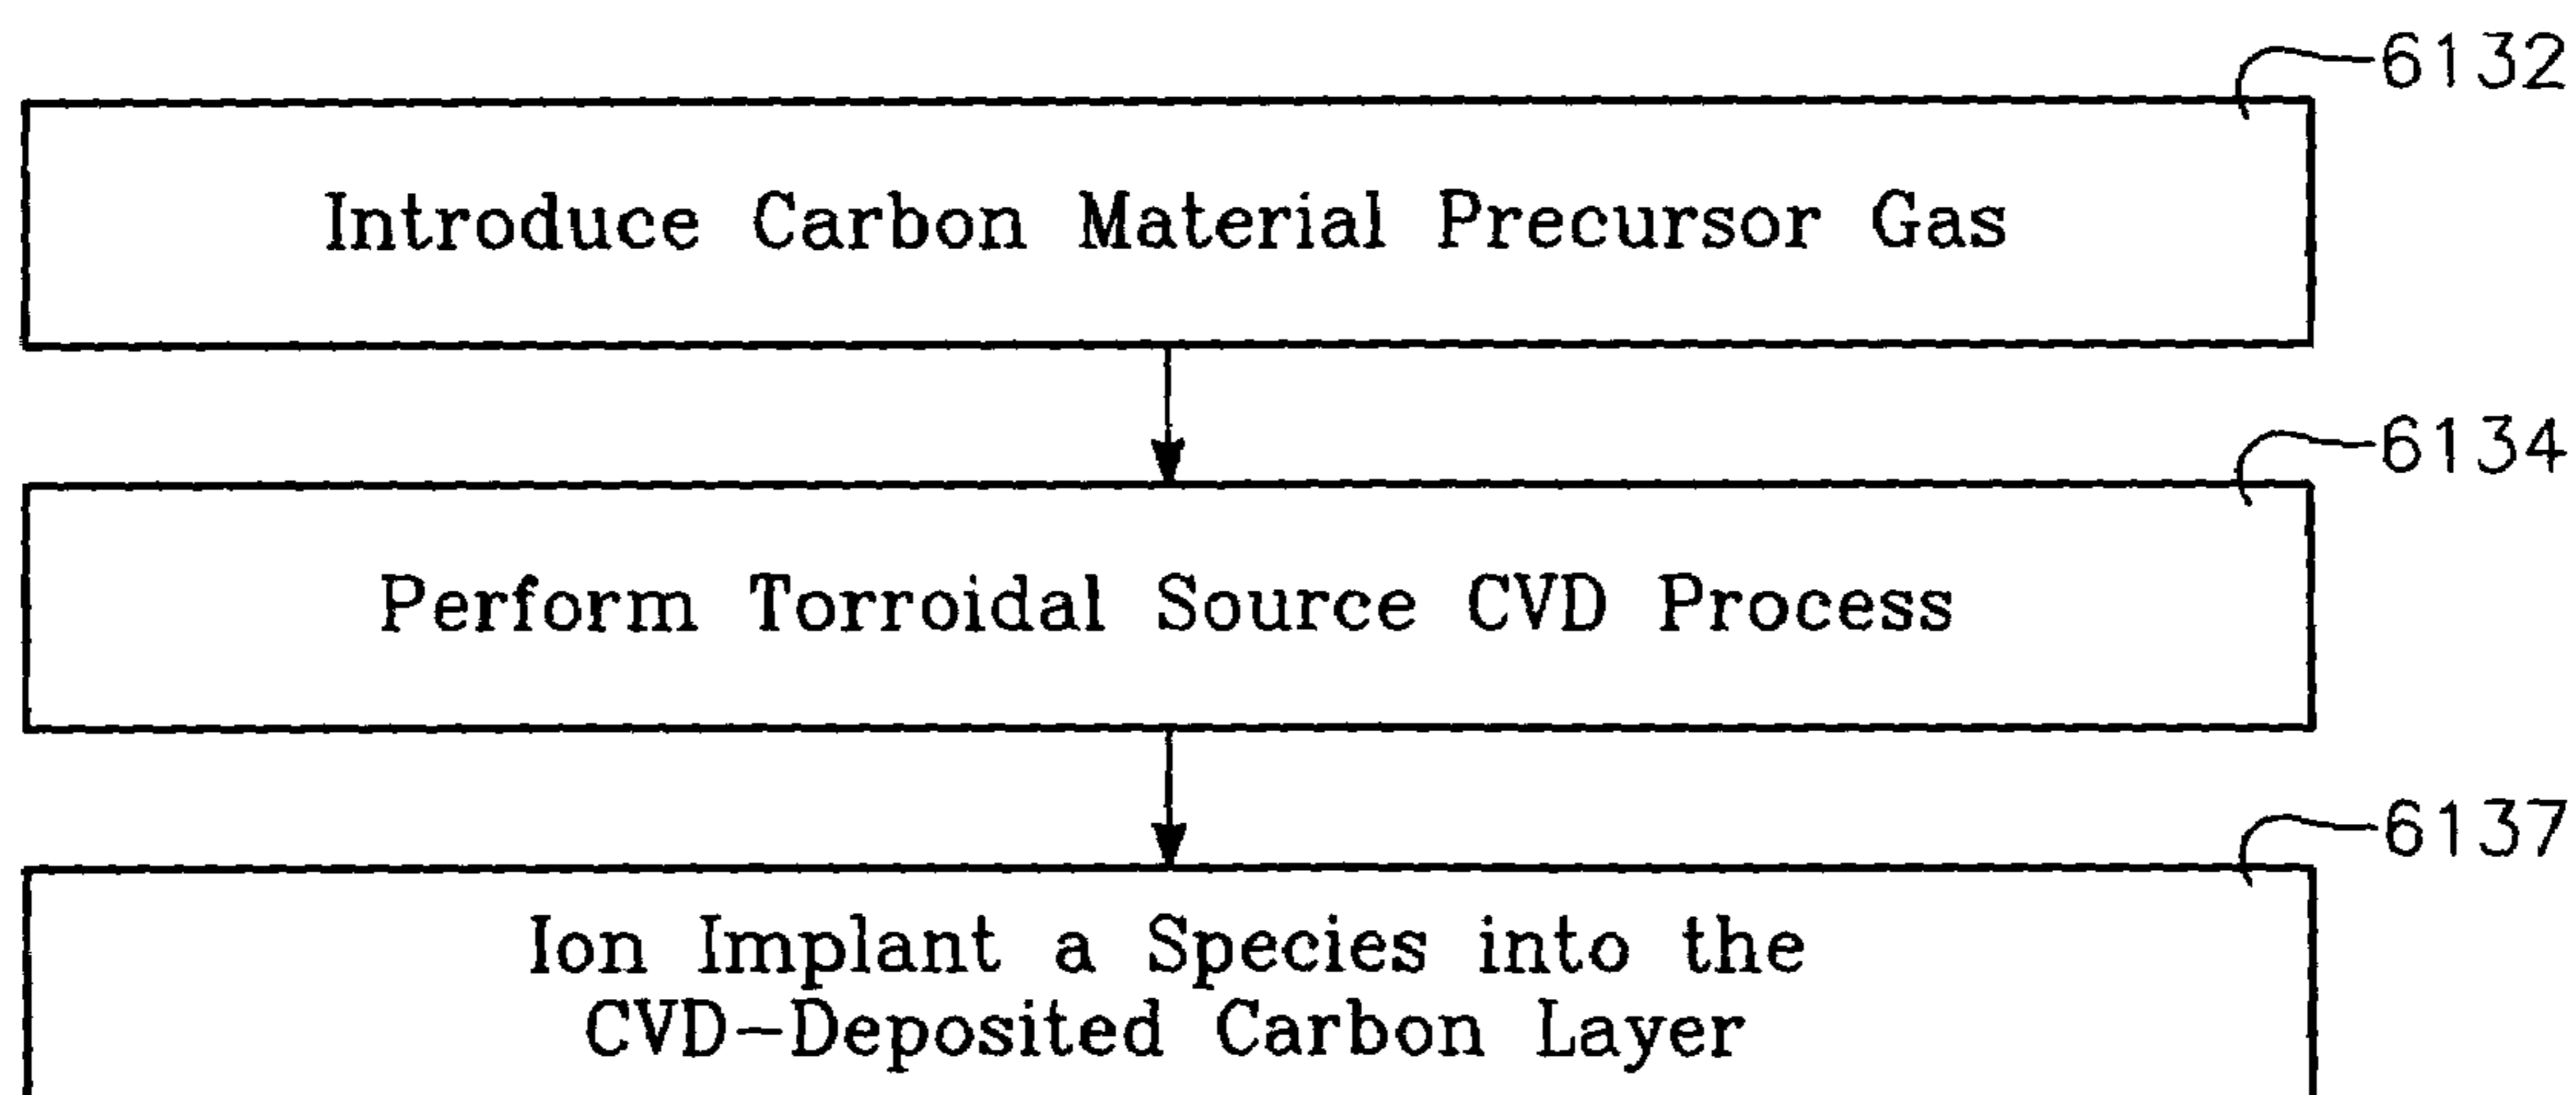 6132
Introduce Carbon Material Precursor Gas
6134
Perform Torroidal Source CVD Process
6137
Ion Implant a Species into the
CVD-Deposited Carbon Layer